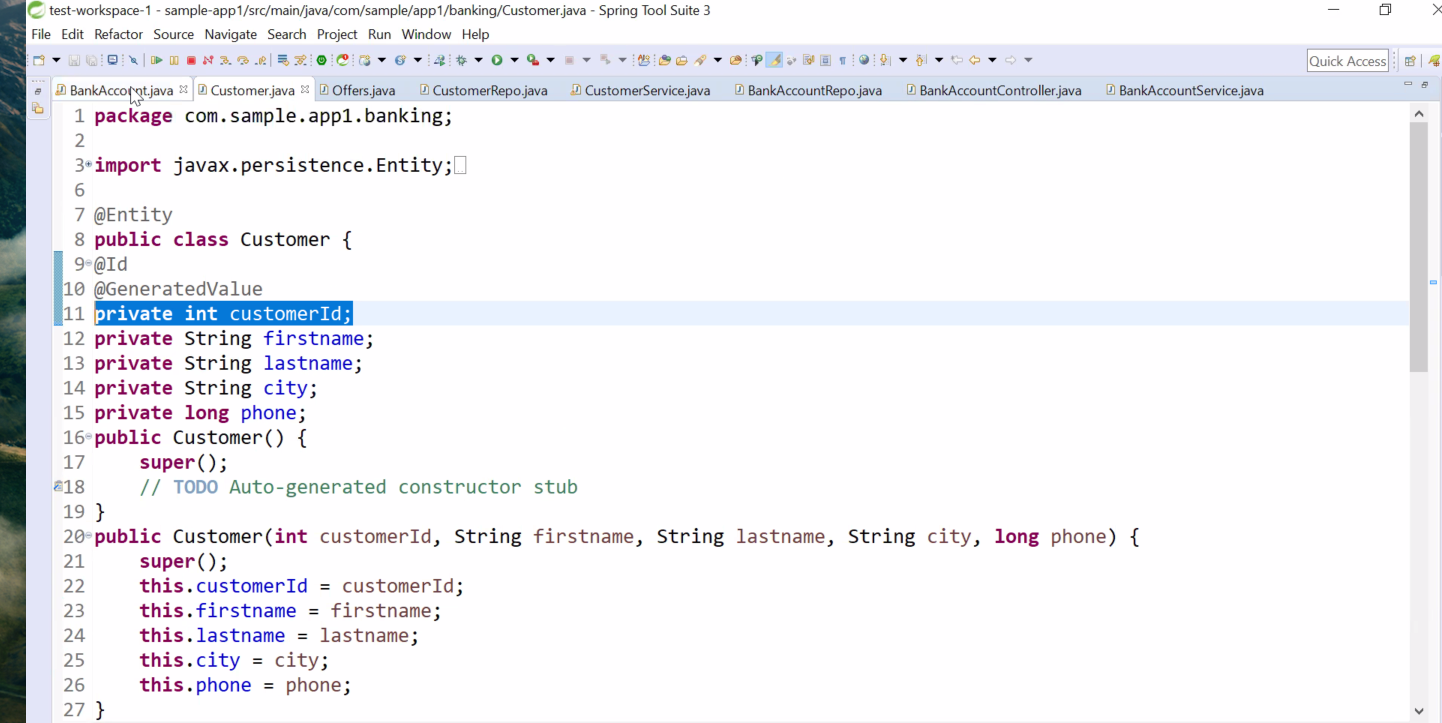 test-workspace-1 - sample-app1/src/main/java/com/sample/app1/banking/Customer.java - Spring Tool Suite 3
File Edit Refactor Source Navigate Search Project Run Window Help
Quick Access
BankAccount.java Customer.java Offers.java CustomerRepo.java CustomerService.java BankAccountRepo.java BankAccountController.java BankAccountService.java
1 package com.sample.app1.banking;
2
3 import javax.persistence.Entity;
6
7 @Entity
8 public class Customer {
9 @Id
10 @GeneratedValue
11 private int customerId;
12 private String firstname;
13 private String lastname;
14 private String city;
15 private long phone;
16 public Customer() {
17 super();
18 // TODO Auto-generated constructor stub
19 }
20 public Customer(int customerId, String firstname, String lastname, String city, long phone) {
21 super();
22 this.customerId = customerId;
23 this.firstname = firstname;
24 this.lastname = lastname;
25 this.city = city;
26 this.phone = phone;
27 }